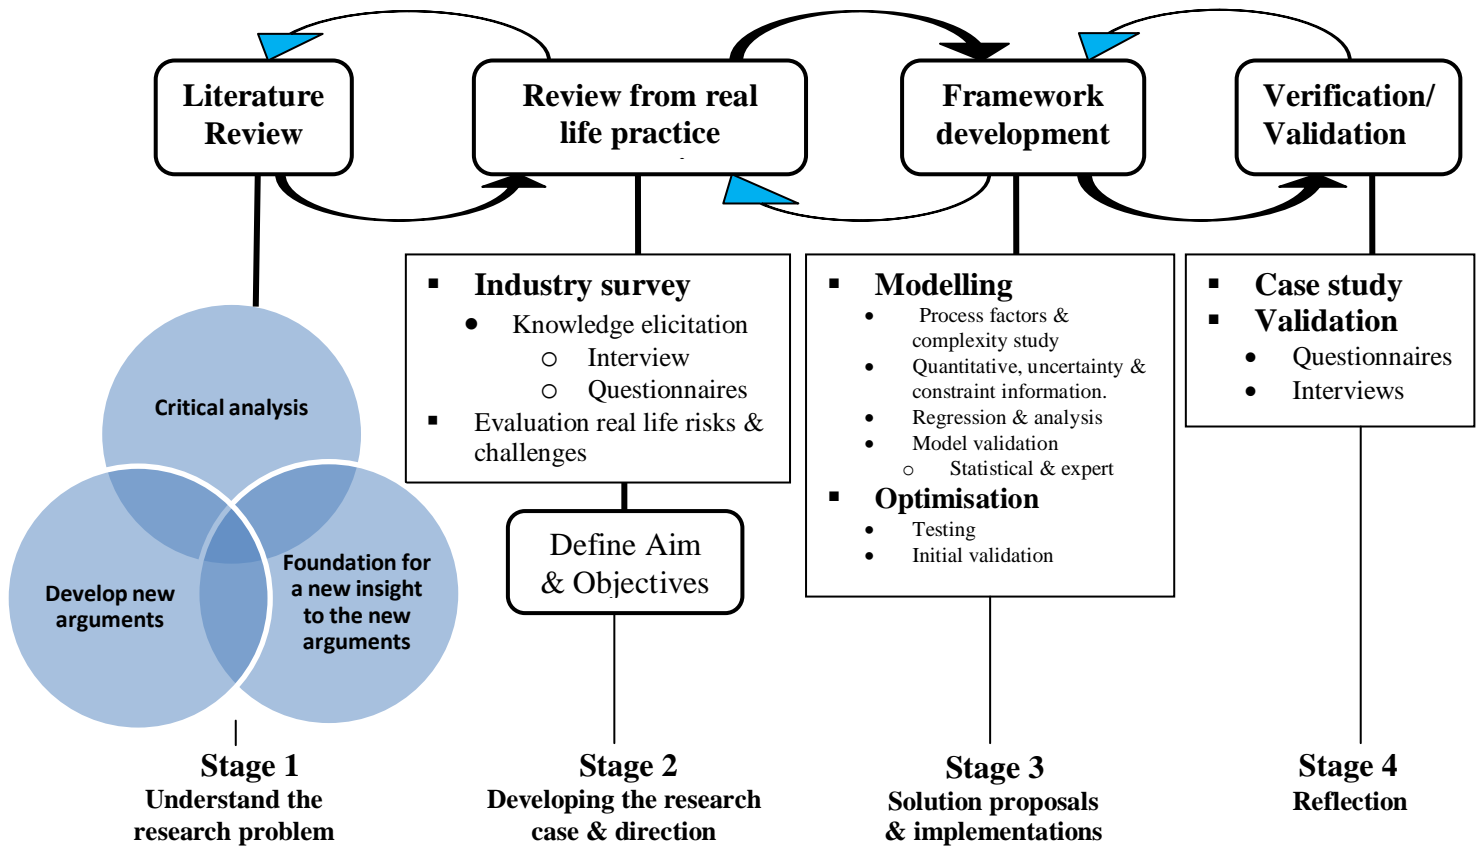 Literature
Review
Review from real
life practice
Framework
development
Verification/
Validation
Critical analysis
Develop new
arguments
Foundation for
a new insight
to the new
arguments
▪ Industry survey
• Knowledge elicitation
o Interview
o Questionnaires
▪ Evaluation real life risks &
challenges
Define Aim
& Objectives
▪ Modelling
• Process factors &
complexity study
• Quantitative, uncertainty &
constraint information.
• Regression & analysis
• Model validation
o Statistical & expert
▪ Optimisation
• Testing
• Initial validation
▪ Case study
▪ Validation
• Questionnaires
• Interviews
Stage 1
Understand the
research problem
Stage 2
Developing the research
case & direction
Stage 3
Solution proposals
& implementations
Stage 4
Reflection